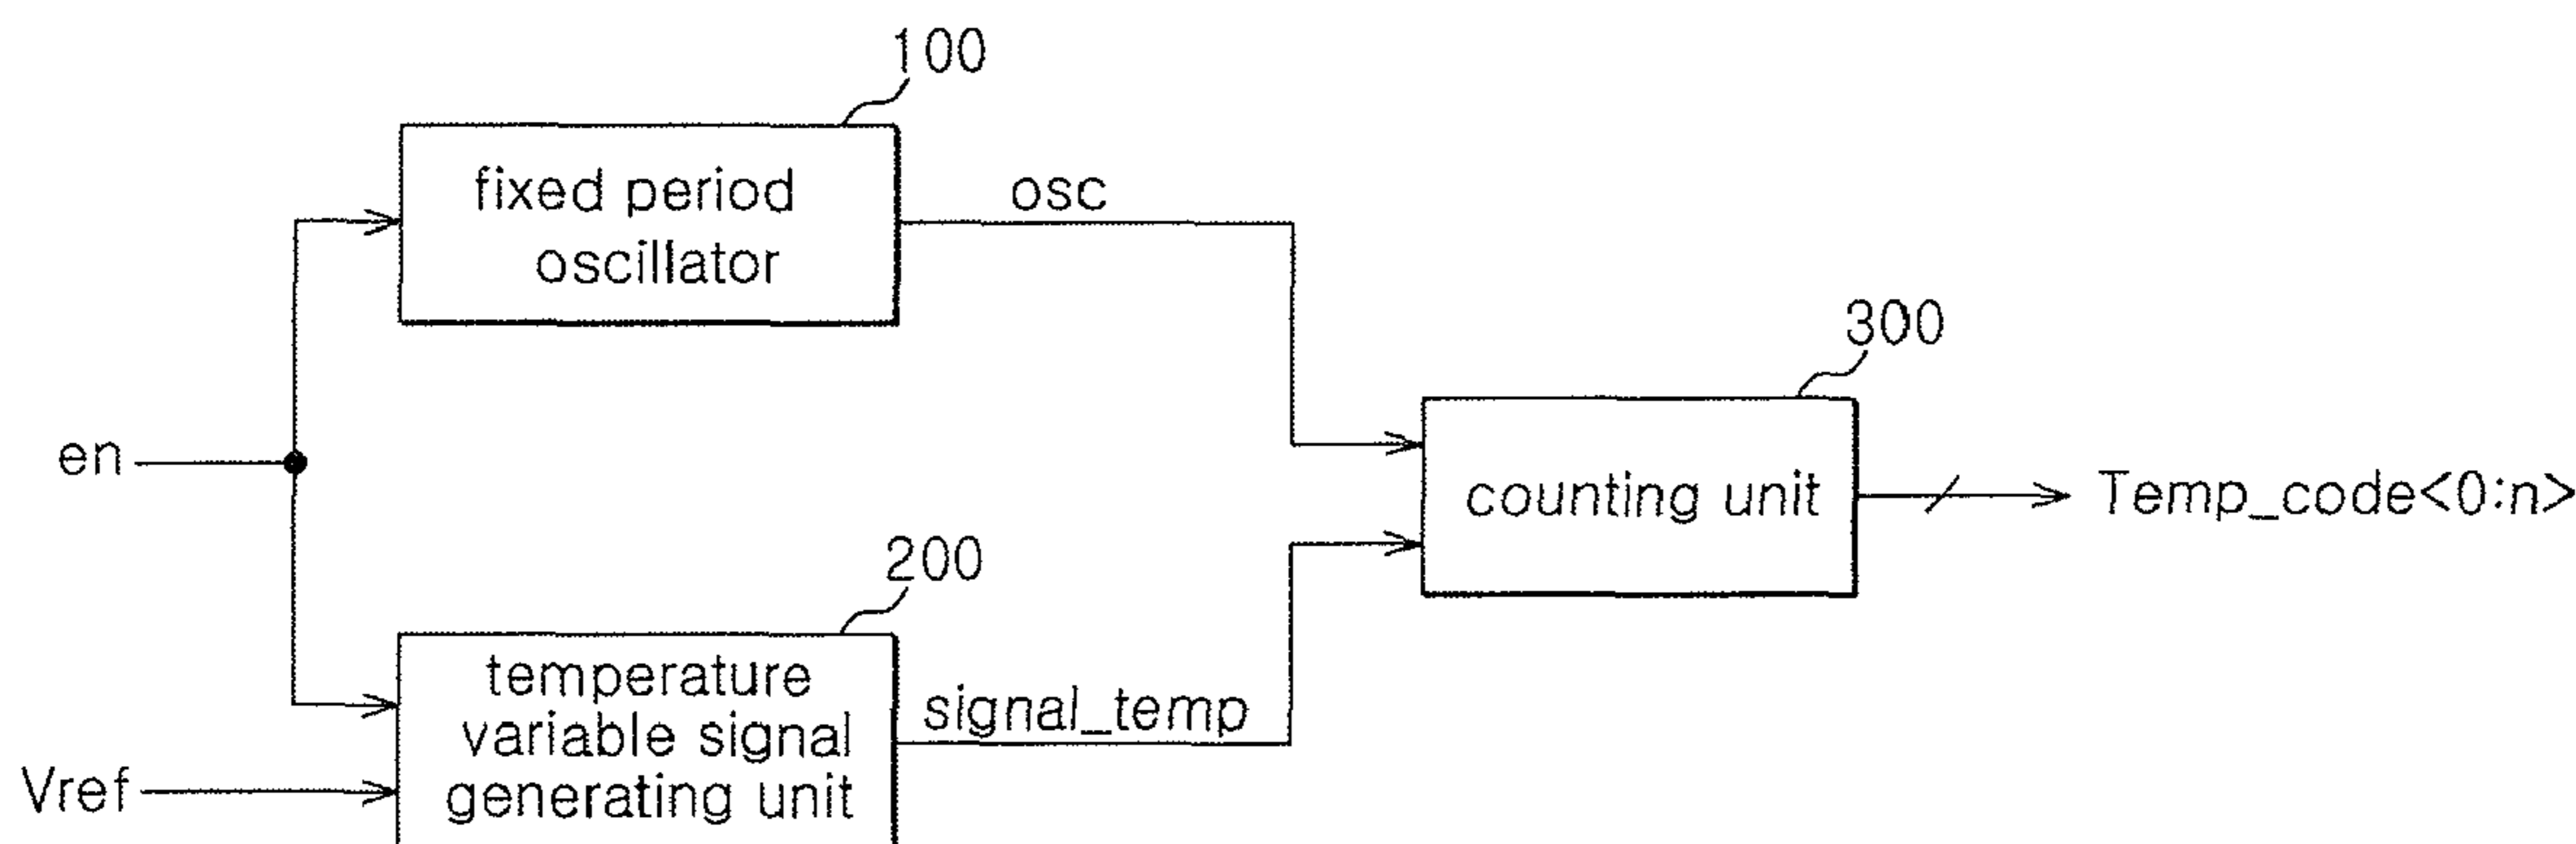 100
fixed period
oscillator
osc
300
en
counting unit
Temp_code<0:n>
200
temperature
variable signal
generating unit
signal_temp
Vref